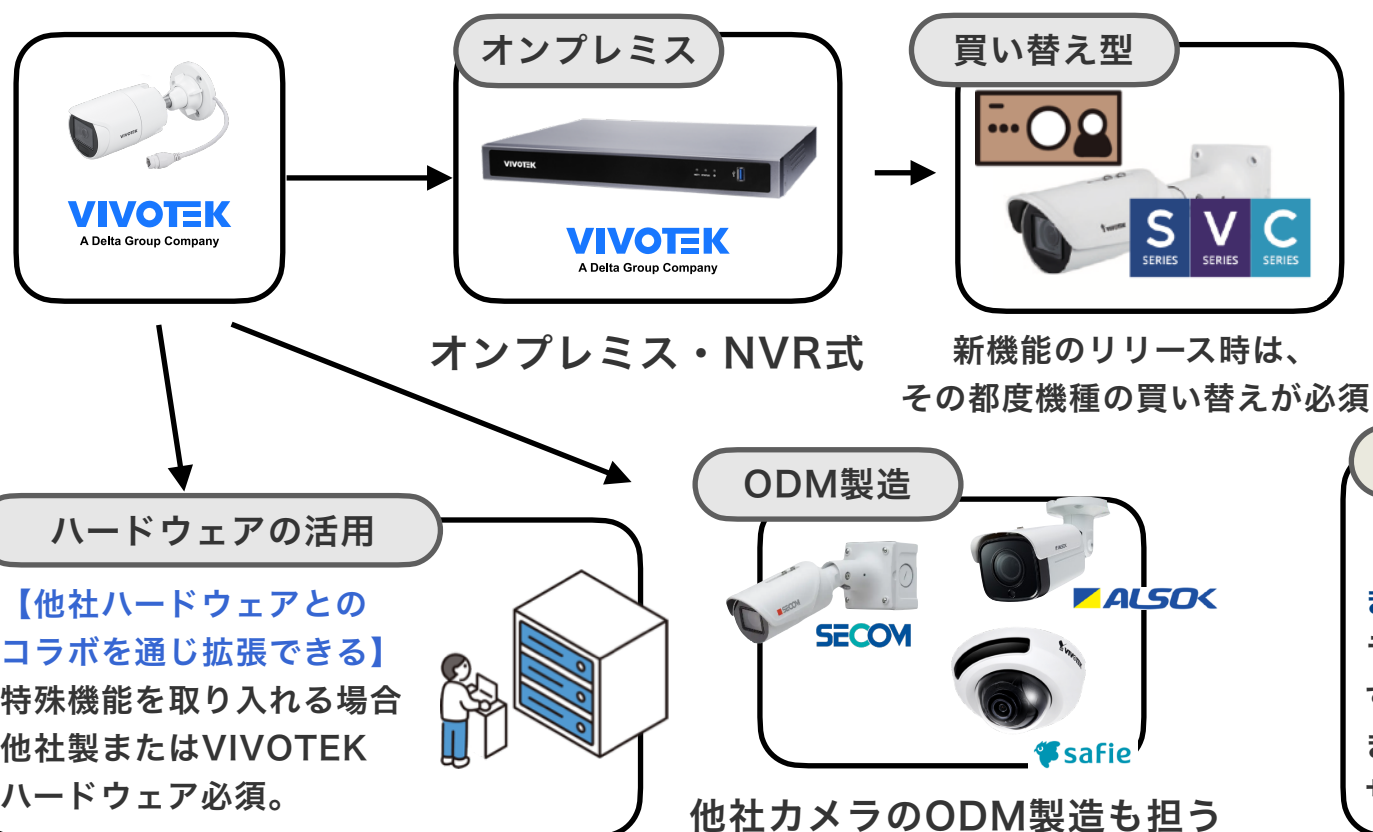 オンプレミス
買い替え型
VIVOTEK
VIVOTEK
VIVOTEK
A Delta Group Company
VIVOTEK
A Delta Group Company
S
SERIES
V
SERIES
C
SERIES
オンプレミス・NVR式
新機能のリリース時は、
その都度機種の買い替えが必須
ODM製造
ハードウェアの活用
【他社ハードウェアとの
コラボを通じ拡張できる】
特殊機能を取り入れる場合
他社製またはVIVOTEK
ハードウェア必須。
SECOM
SECOM
ALSOK
VIVOTEK
safie
他社カメラのODM製造も担う